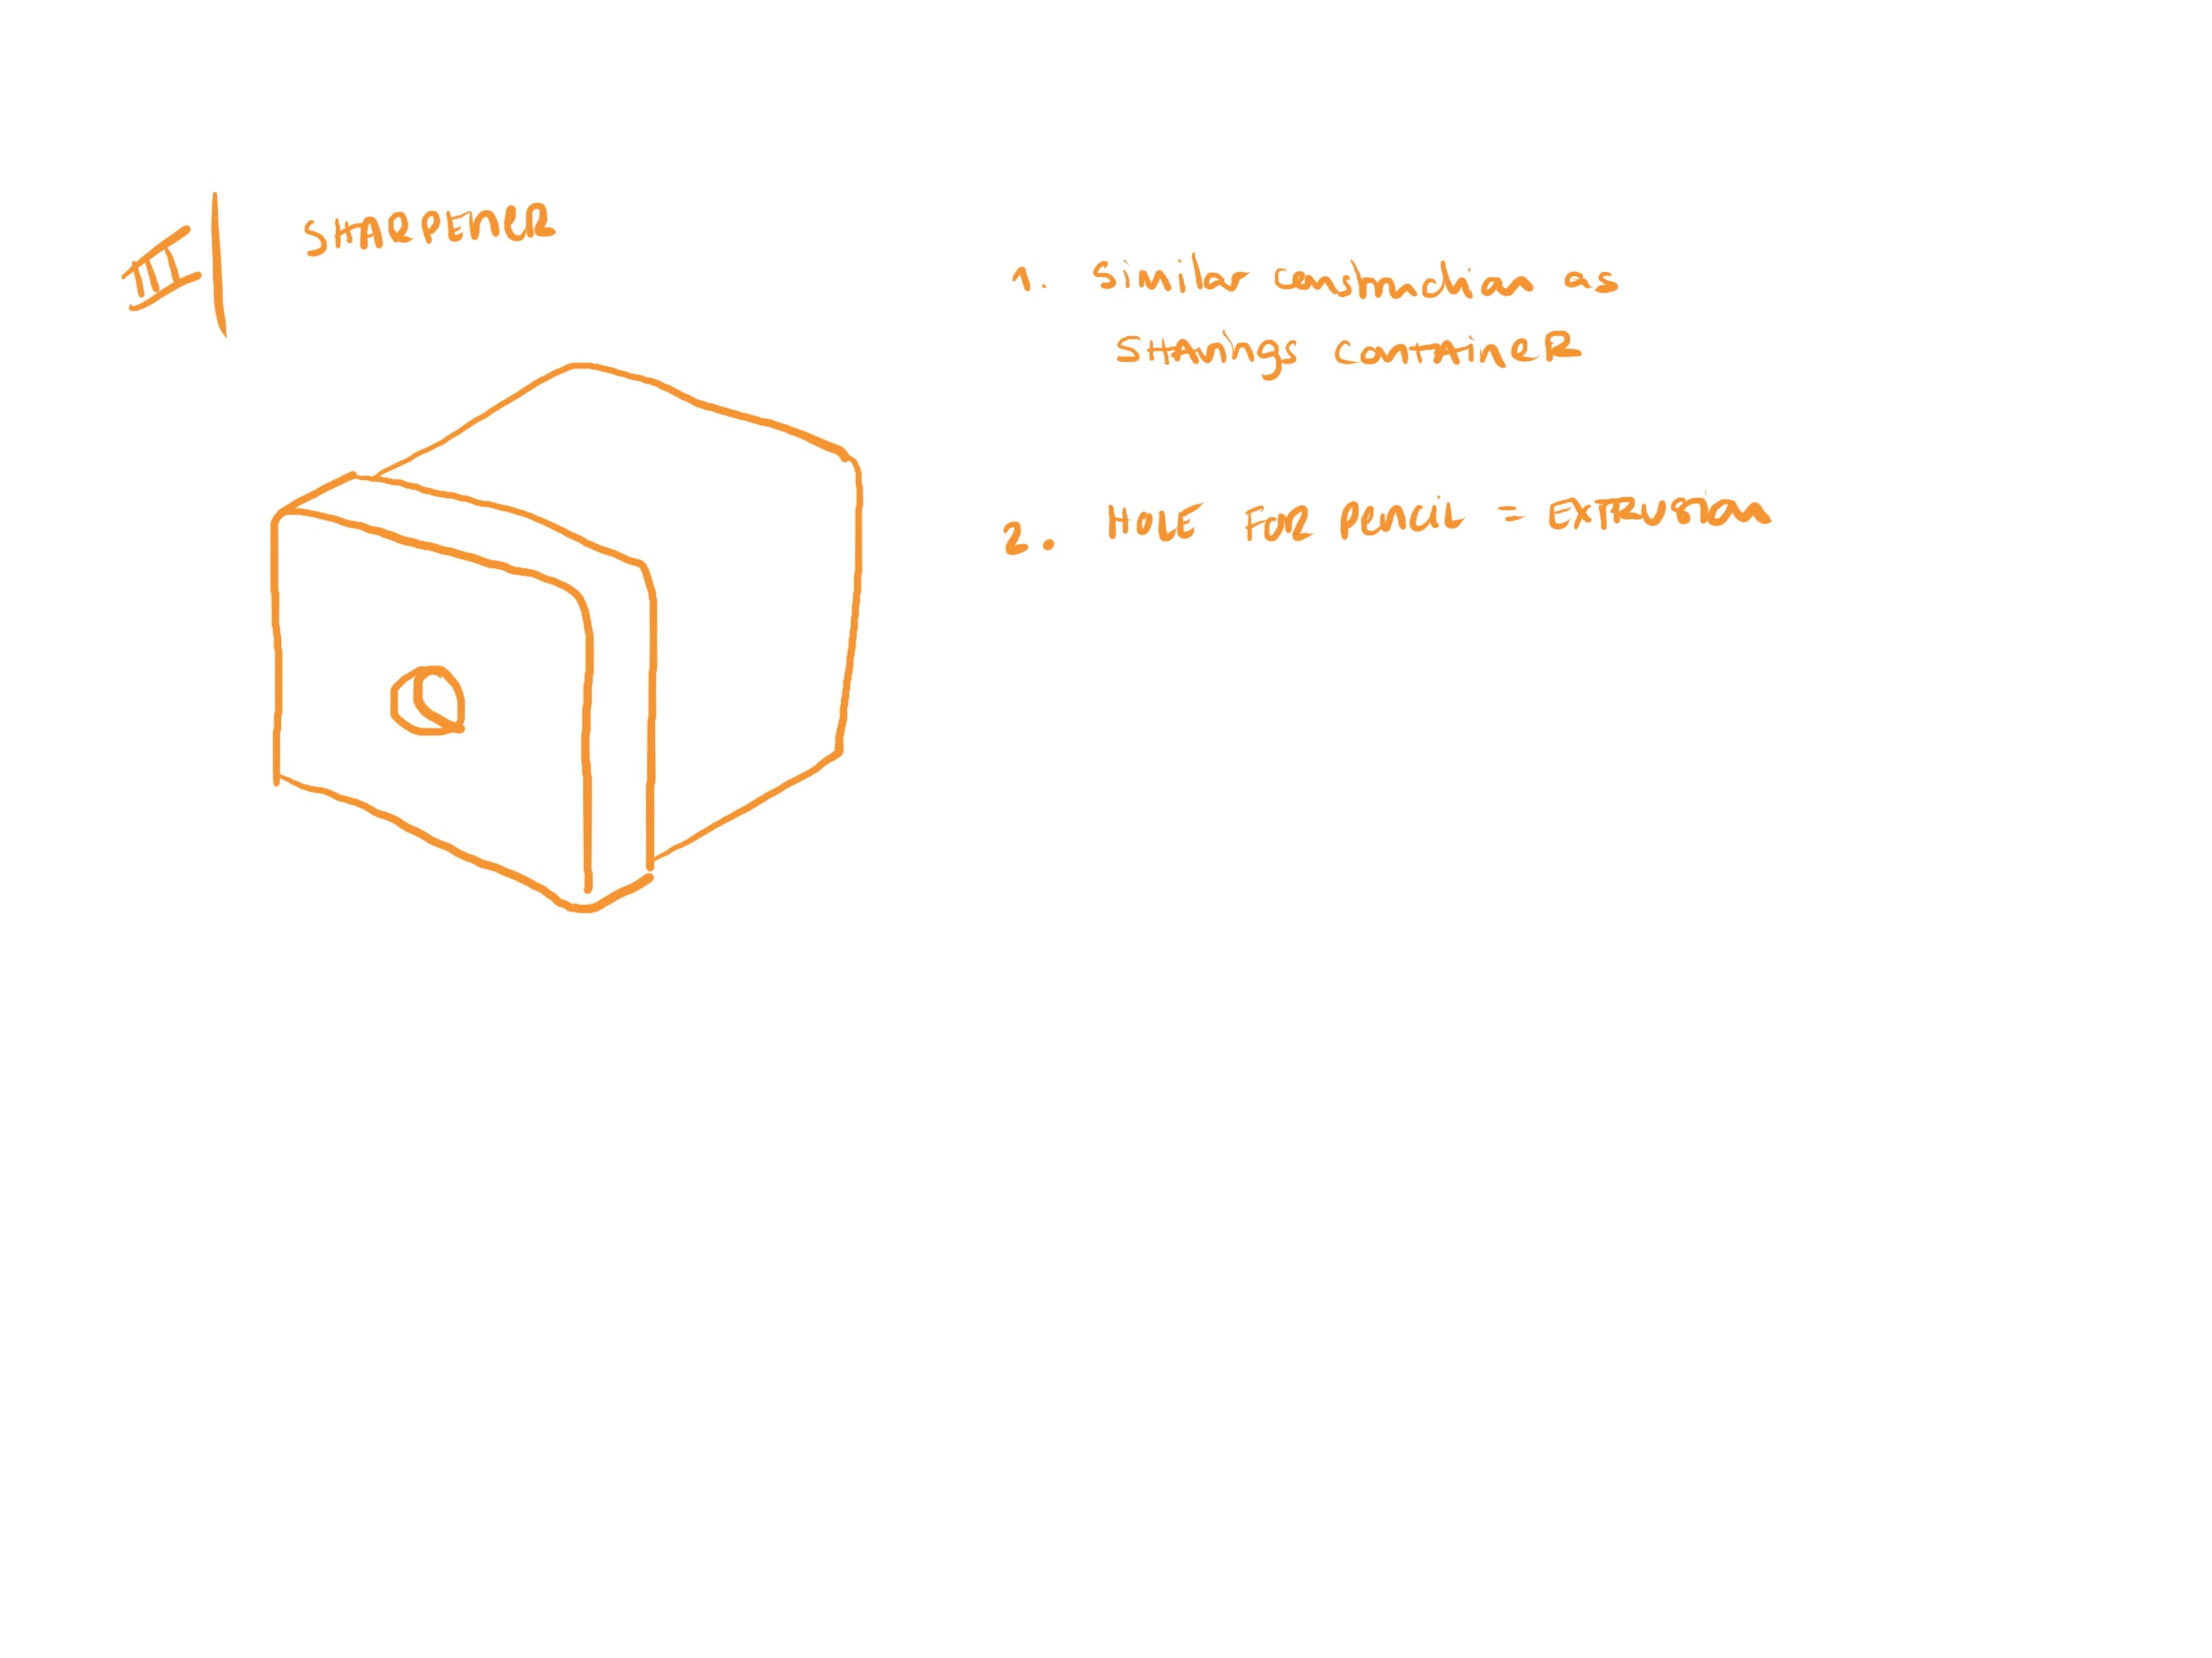 III
SHARPENER
1. similar construction as
SHAvings conTAineR
2. HOLE FOR pencil = EXTRUSION